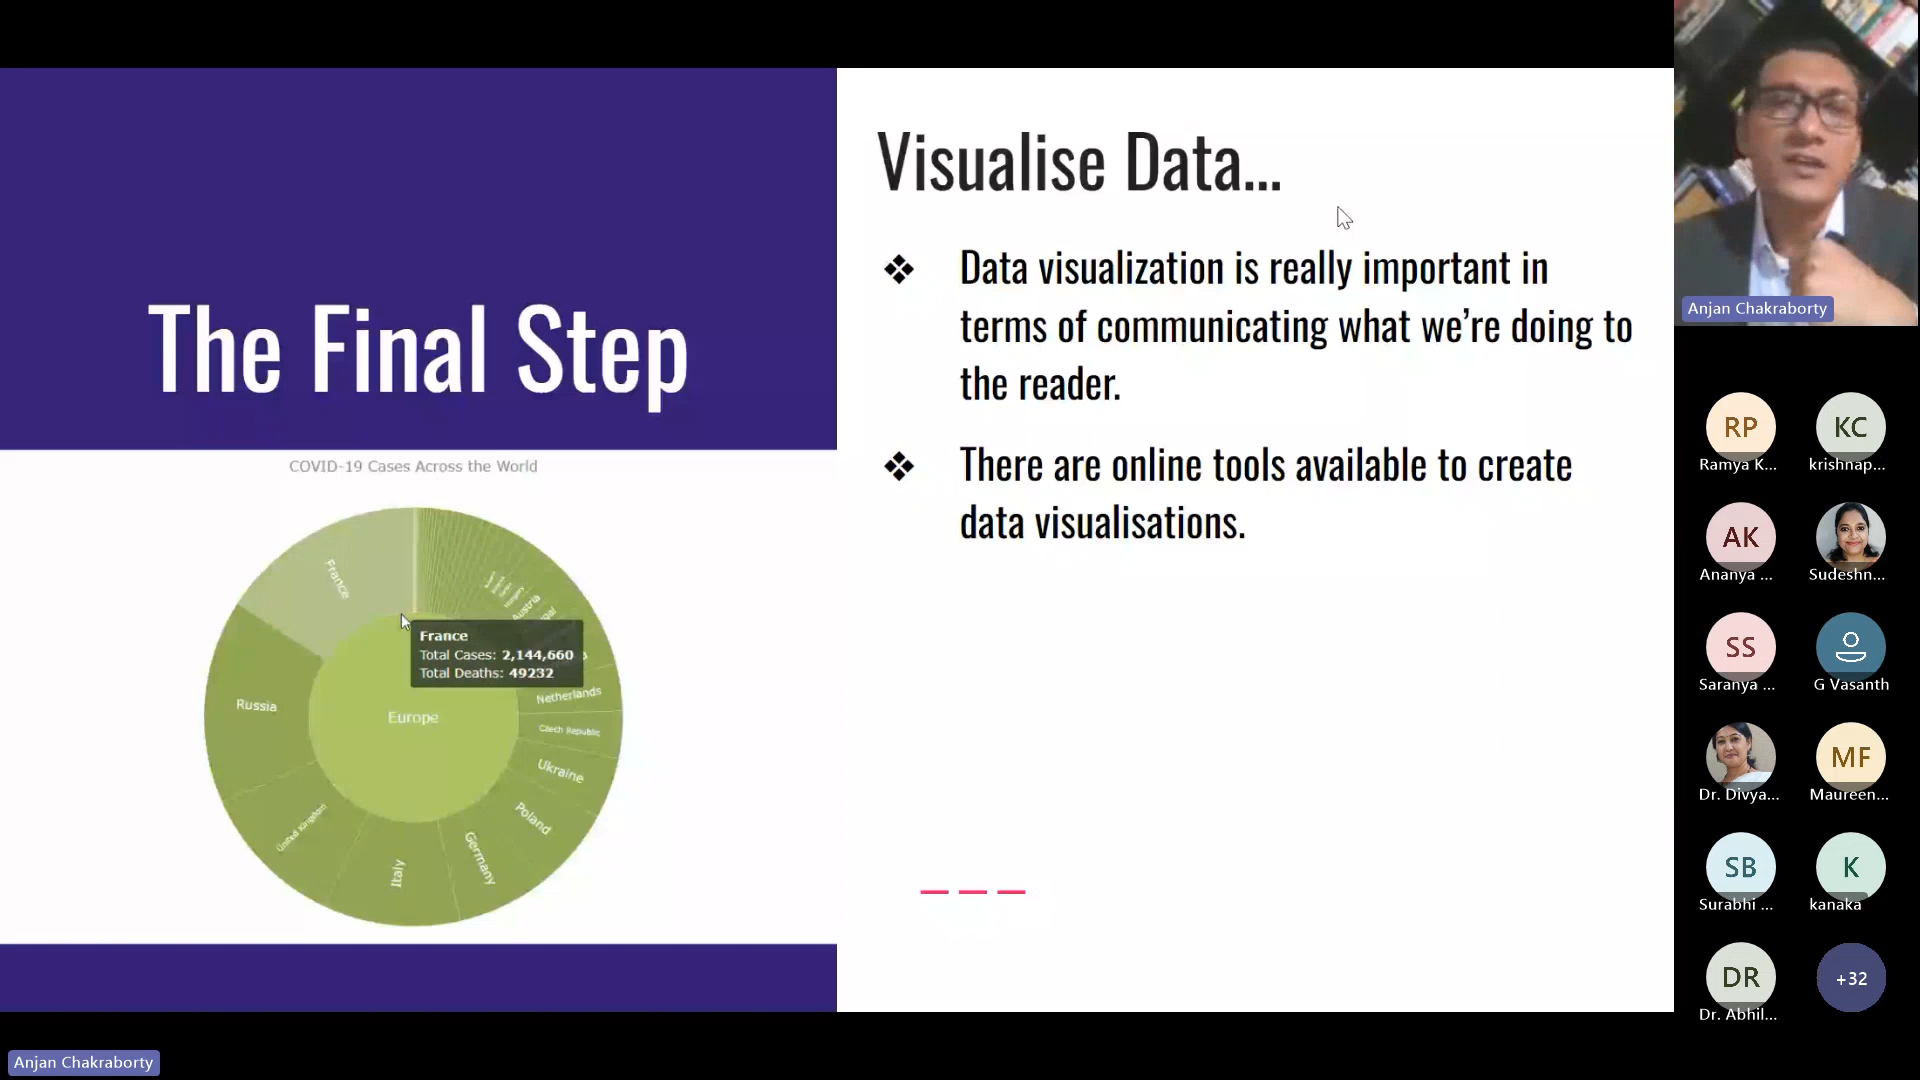 The Final Step
COVID-19 Cases Across the World
France
Austria
France
Total Cases: 2,144,660
Total Deaths: 49232
Netherlands
Czech Republic
Ukraine
Poland
Germany
Italy
United Kingdom
Russia
Europe
Visualise Data...
Data visualization is really important in
terms of communicating what we’re doing to
the reader.
There are online tools available to create
data visualisations.
Anjan Chakraborty
RP
Ramya K...
KC
krishnap...
AK
Ananya ...
Sudeshn...
SS
Saranya ...
G Vasanth
Dr. Divya...
MF
Maureen...
SB
Surabhi ...
K
kanaka
DR
Dr. Abhil...
+32
Anjan Chakraborty